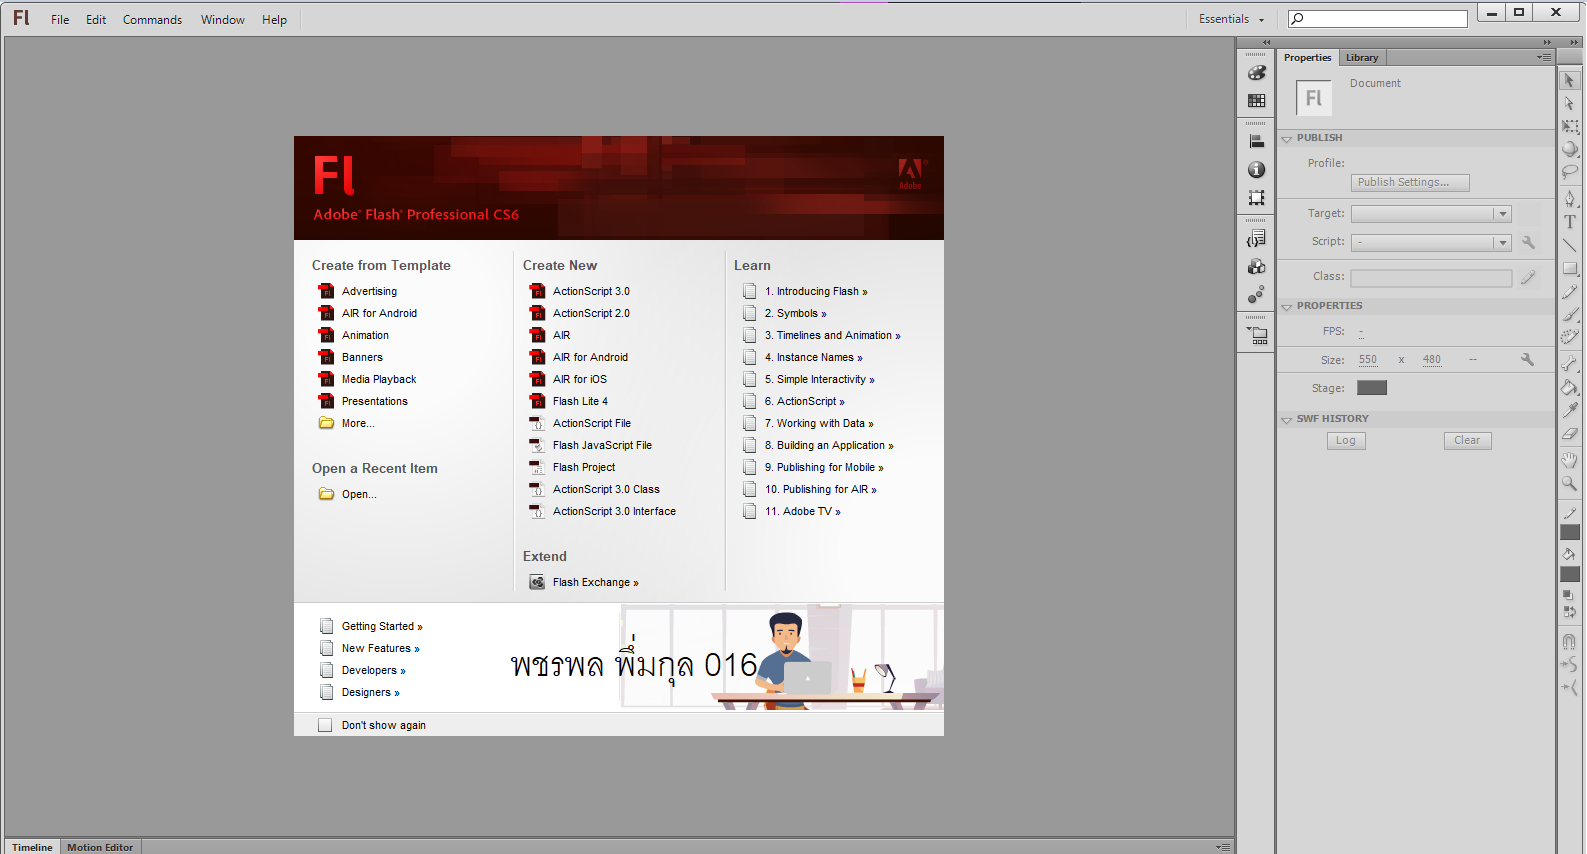 Fl File Edit Commands Window Help Essentials
Properties Library
Fl Document
PUBLISH
Profile:
Publish Settings...
Target:
Script: -
Class:
PROPERTIES
FPS: -
Size: 550 x 480 --
Stage:
SWF HISTORY
Log Clear
Fl
Adobe
Adobe® Flash® Professional CS6
Create from Template
Advertising
AIR for Android
Animation
Banners
Media Playback
Presentations
More...
Open a Recent Item
Open...
Create New
ActionScript 3.0
ActionScript 2.0
AIR
AIR for Android
AIR for iOS
Flash Lite 4
ActionScript File
Flash JavaScript File
Flash Project
ActionScript 3.0 Class
ActionScript 3.0 Interface
Extend
Flash Exchange »
Learn
1. Introducing Flash »
2. Symbols »
3. Timelines and Animation »
4. Instance Names »
5. Simple Interactivity »
6. ActionScript »
7. Working with Data »
8. Building an Application »
9. Publishing for Mobile »
10. Publishing for AIR »
11. Adobe TV »
Getting Started »
New Features »
Developers »
Designers »
พชรพล พึ่มกุล 016
Don't show again
Timeline Motion Editor